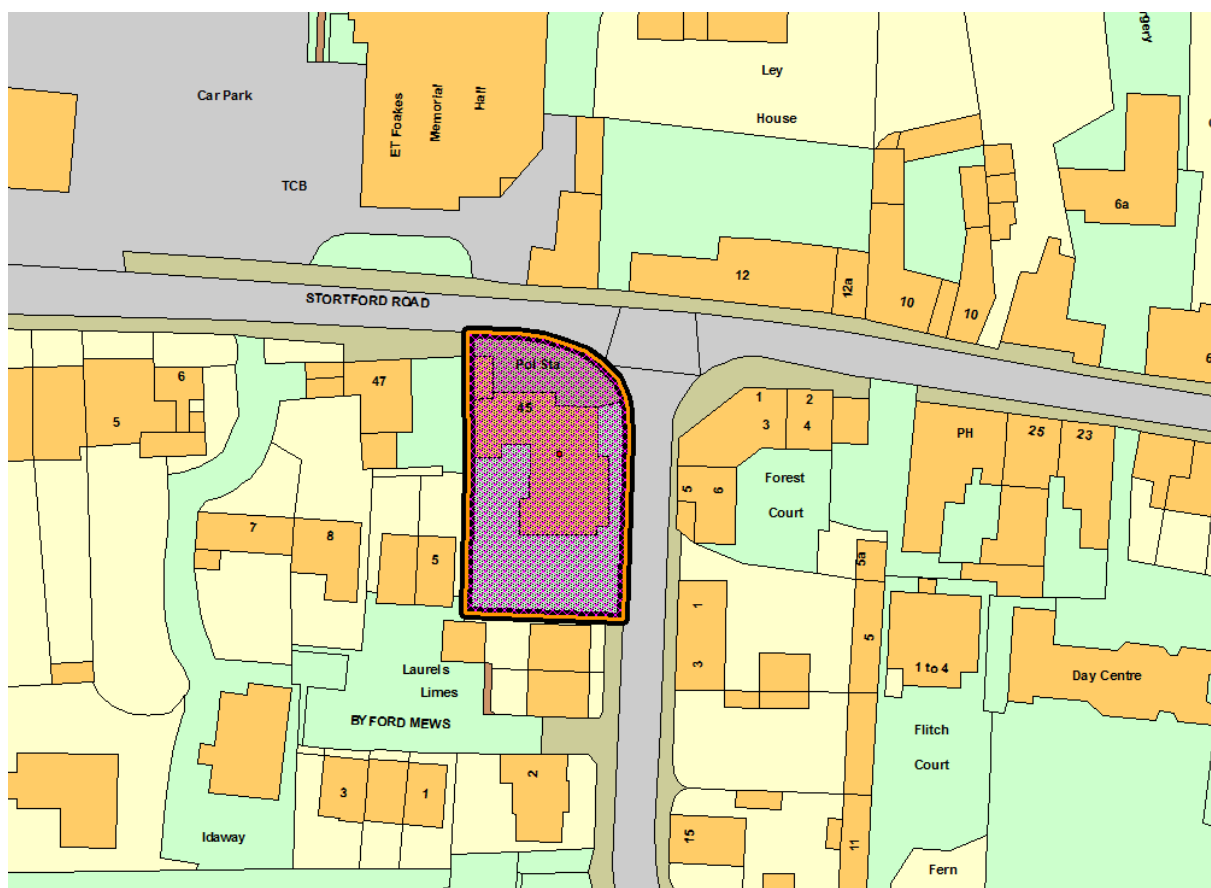 Car Park
ET Foakes
Memorial
Hall
TCB
Ley
House
6a
12
12a
10
10
STORTFORD ROAD
Pol Sta
45
47
6
5
7
8
5
1
2
3
4
5
6
Forest
Court
PH
25
23
5a
5
1
3
1 to 4
Day Centre
Laurels
Limes
BYFORD MEWS
Flitch
Court
3
1
2
Idaway
15
11
Fern